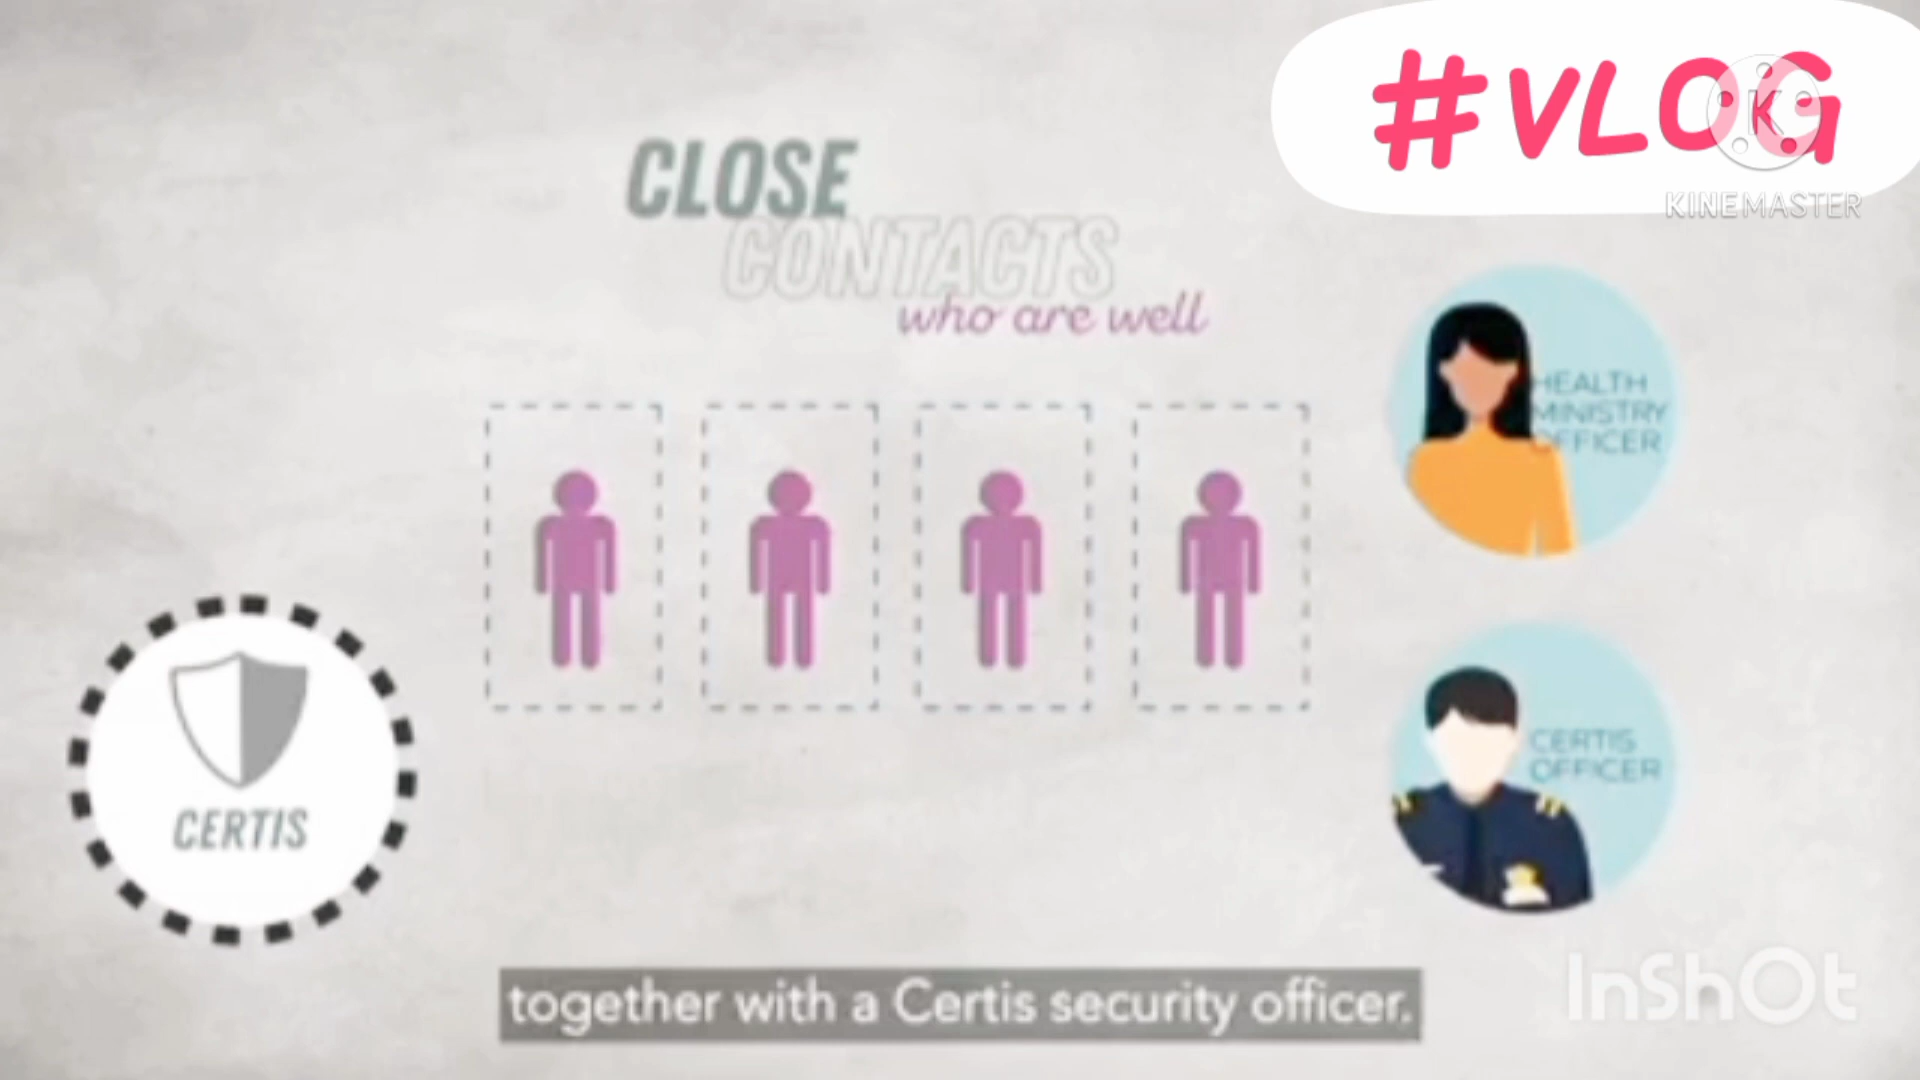 #VLOG
K
KINEMASTER
CLOSE
CONTACTS
who are well
HEALTH
MINISTRY
OFFICER
CERTIS
OFFICER
CERTIS
together with a Certis security officer.
InShOt